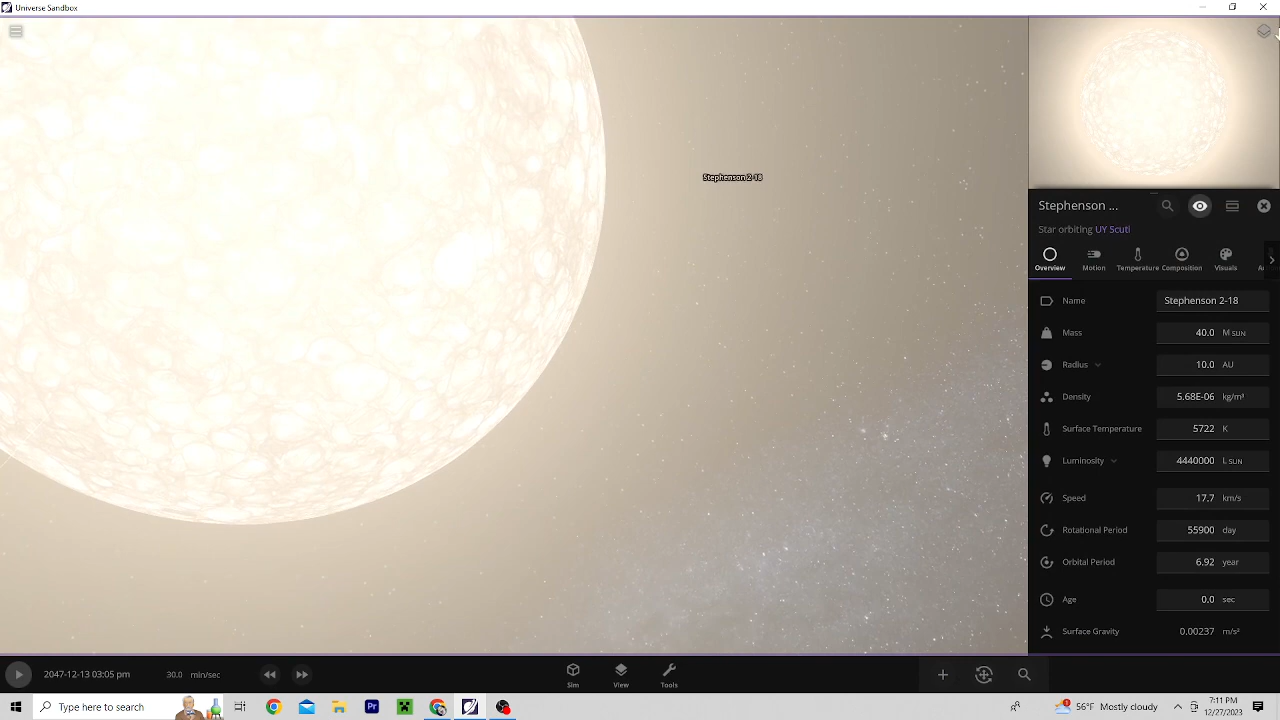 Universe Sandbox
Stephenson 2-18
Stephenson ...
Star orbiting UY Scuti
Overview Motion Temperature Composition Visuals A
Name Stephenson 2-18
Mass 40.0 M SUN
Radius 10.0 AU
Density 5.68E-06 kg/m³
Surface Temperature 5722 K
Luminosity 4440000 L SUN
Speed 17.7 km/s
Rotational Period 55900 day
Orbital Period 6.92 year
Age 0.0 sec
Surface Gravity 0.00237 m/s²
2047-12-13 03:05 pm 30.0 min/sec
Sim View Tools
Type here to search
Pr
56°F Mostly cloudy
7:11 PM
12/27/2023